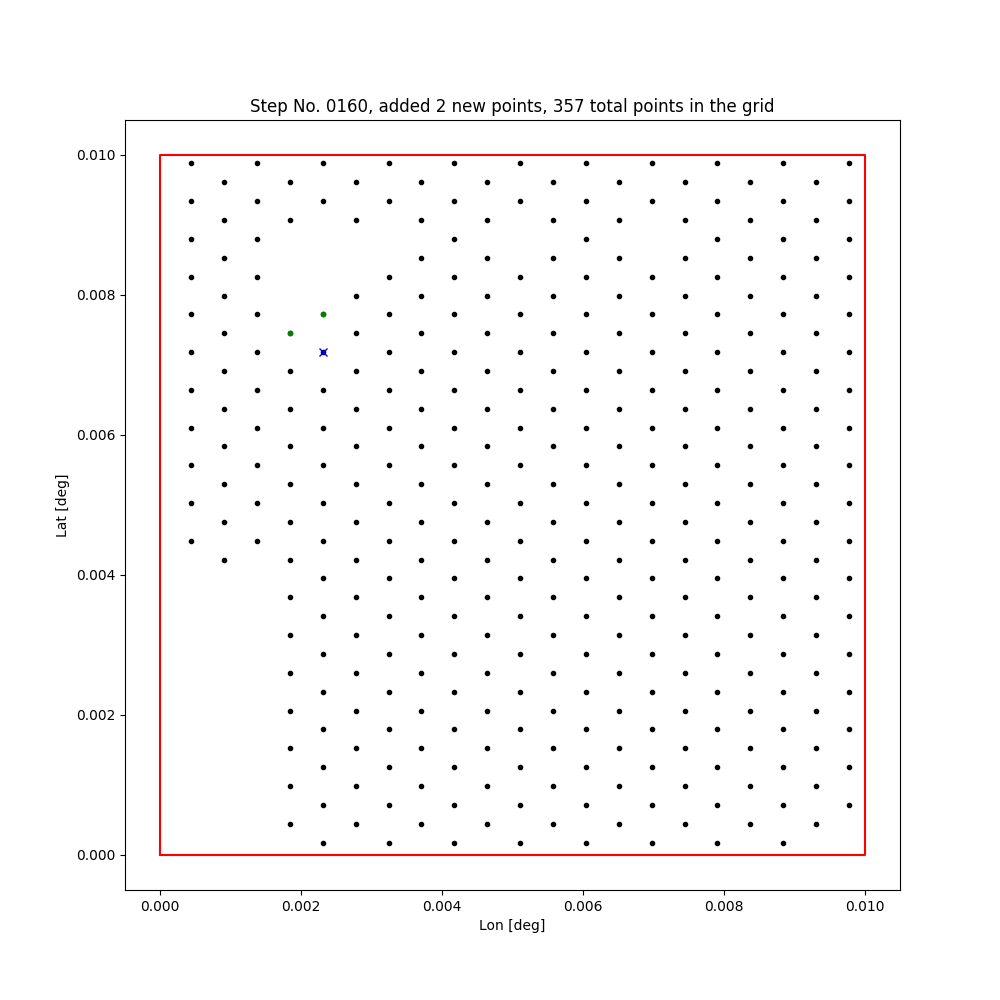 Step No. 0160, added 2 new points, 357 total points in the grid
0.010
0.008
0.006
0.004
0.002
0.000
Lat [deg]
0.000 0.002 0.004 0.006 0.008 0.010
Lon [deg]